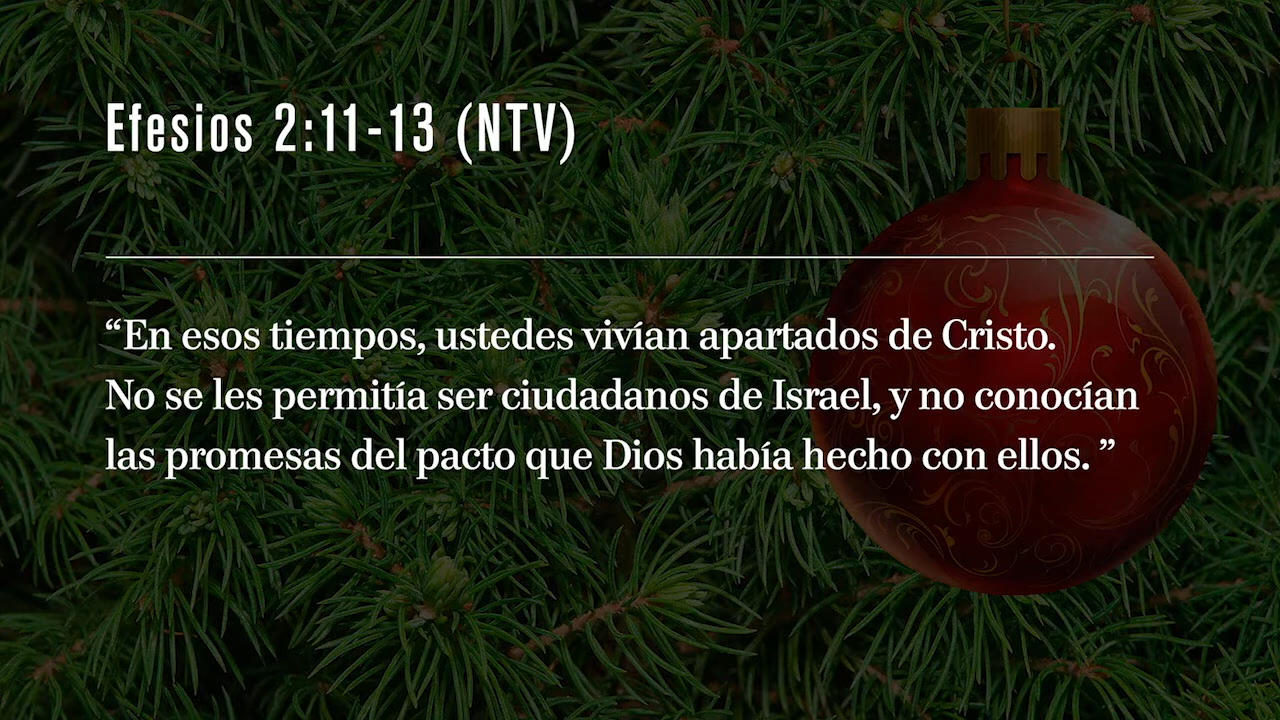 Efesios 2:11-13 (NTV)
“En esos tiempos, ustedes vivían apartados de Cristo.
No se les permitía ser ciudadanos de Israel, y no conocían
las promesas del pacto que Dios había hecho con ellos. ”